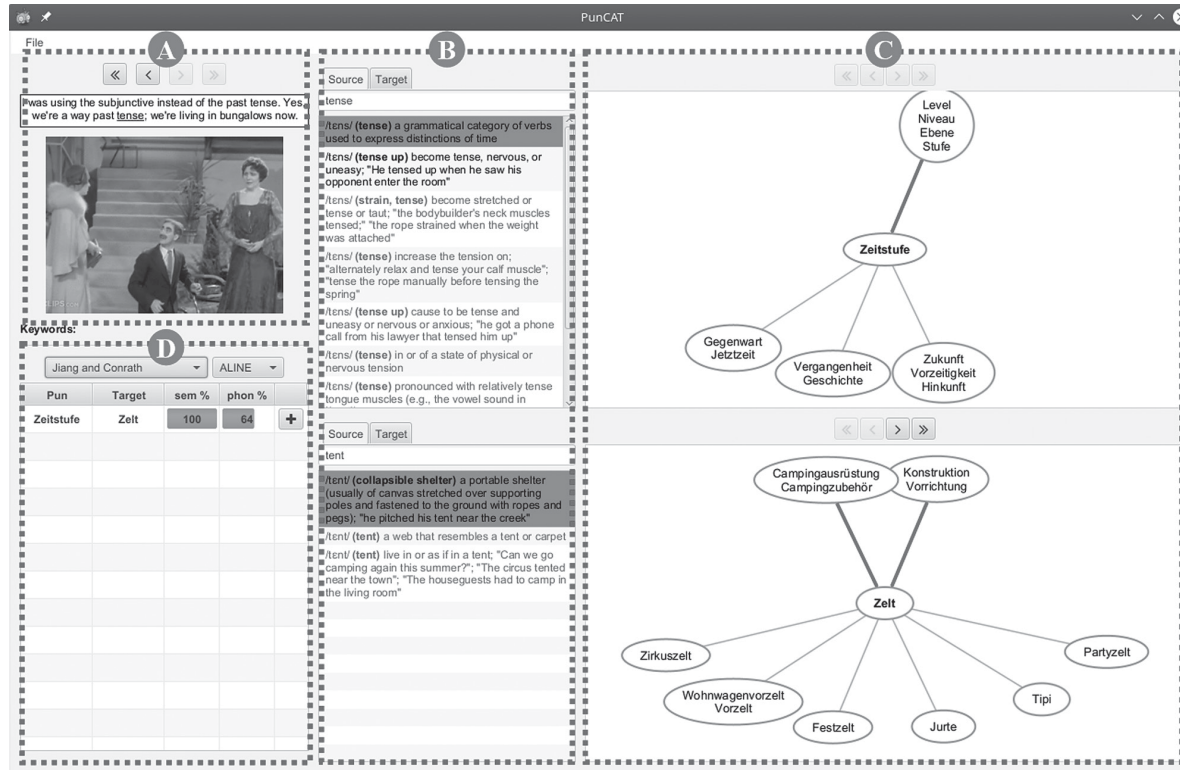 PunCAT
File
A
B
C
was using the subjunctive instead of the past tense. Yes,
we're a way past tense; we're living in bungalows now.
Keywords:
D
Jiang and Conrath
ALINE
Pun Target sem % phon %
Zeitstufe Zelt 100 64 +
Source Target
tense
/tɛns/ (tense) a grammatical category of verbs
used to express distinctions of time
/tɛns/ (tense up) become tense, nervous, or
uneasy; "He tensed up when he saw his
opponent enter the room"
/tɛns/ (strain, tense) become stretched or
tense or taut; "the bodybuilder's neck muscles
tensed;" "the rope strained when the weight
was attached"
/tɛns/ (tense) increase the tension on;
"alternately relax and tense your calf muscle";
"tense the rope manually before tensing the
spring"
/tɛns/ (tense up) cause to be tense and
uneasy or nervous or anxious; "he got a phone
call from his lawyer that tensed him up"
/tɛns/ (tense) in or of a state of physical or
nervous tension
/tɛns/ (tense) pronounced with relatively tense
tongue muscles (e.g., the vowel sound in
Source Target
tent
/tɛnt/ (collapsible shelter) a portable shelter
(usually of canvas stretched over supporting
poles and fastened to the ground with ropes and
pegs); "he pitched his tent near the creek"
/tɛnt/ (tent) a web that resembles a tent or carpet
/tɛnt/ (tent) live in or as if in a tent; "Can we go
camping again this summer?"; "The circus tented
near the town"; "The houseguests had to camp in
the living room"
Level
Niveau
Ebene
Stufe
Zeitstufe
Gegenwart
Jetztzeit
Vergangenheit
Geschichte
Zukunft
Vorzeitigkeit
Hinkunft
Campingausrüstung
Campingzubehör
Konstruktion
Vorrichtung
Zelt
Zirkuszelt
Wohnwagenvorzelt
Vorzelt
Festzelt
Jurte
Tipi
Partyzelt